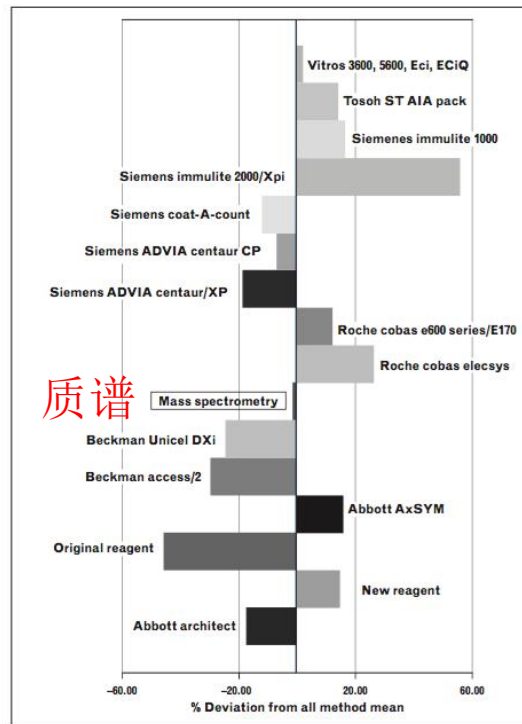 Vitros 3600, 5600, Eci, ECiQ
Tosoh ST AIA pack
Siemenes immulite 1000
Siemens immulite 2000/Xpi
Siemens coat-A-count
Siemens ADVIA centaur CP
Siemens ADVIA centaur/XP
Roche cobas e600 series/E170
Roche cobas elecsys
质谱
Mass spectrometry
Beckman Unicel DXi
Beckman access/2
Abbott AxSYM
Original reagent
New reagent
Abbott architect
–60.00 –20.00 20.00 60.00
% Deviation from all method mean